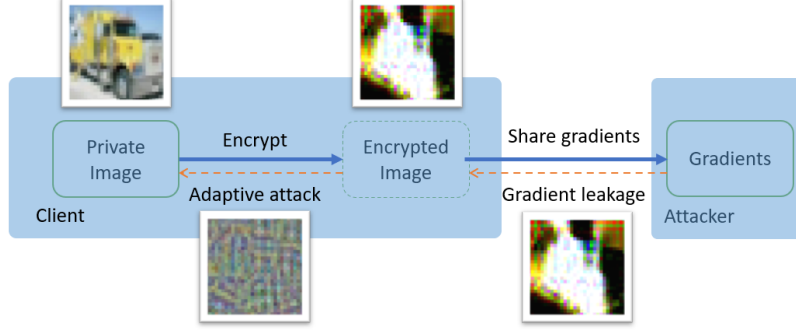 Private
Image
Encrypt
Encrypted
Image
Share gradients
Gradients
Adaptive attack
Gradient leakage
Client
Attacker